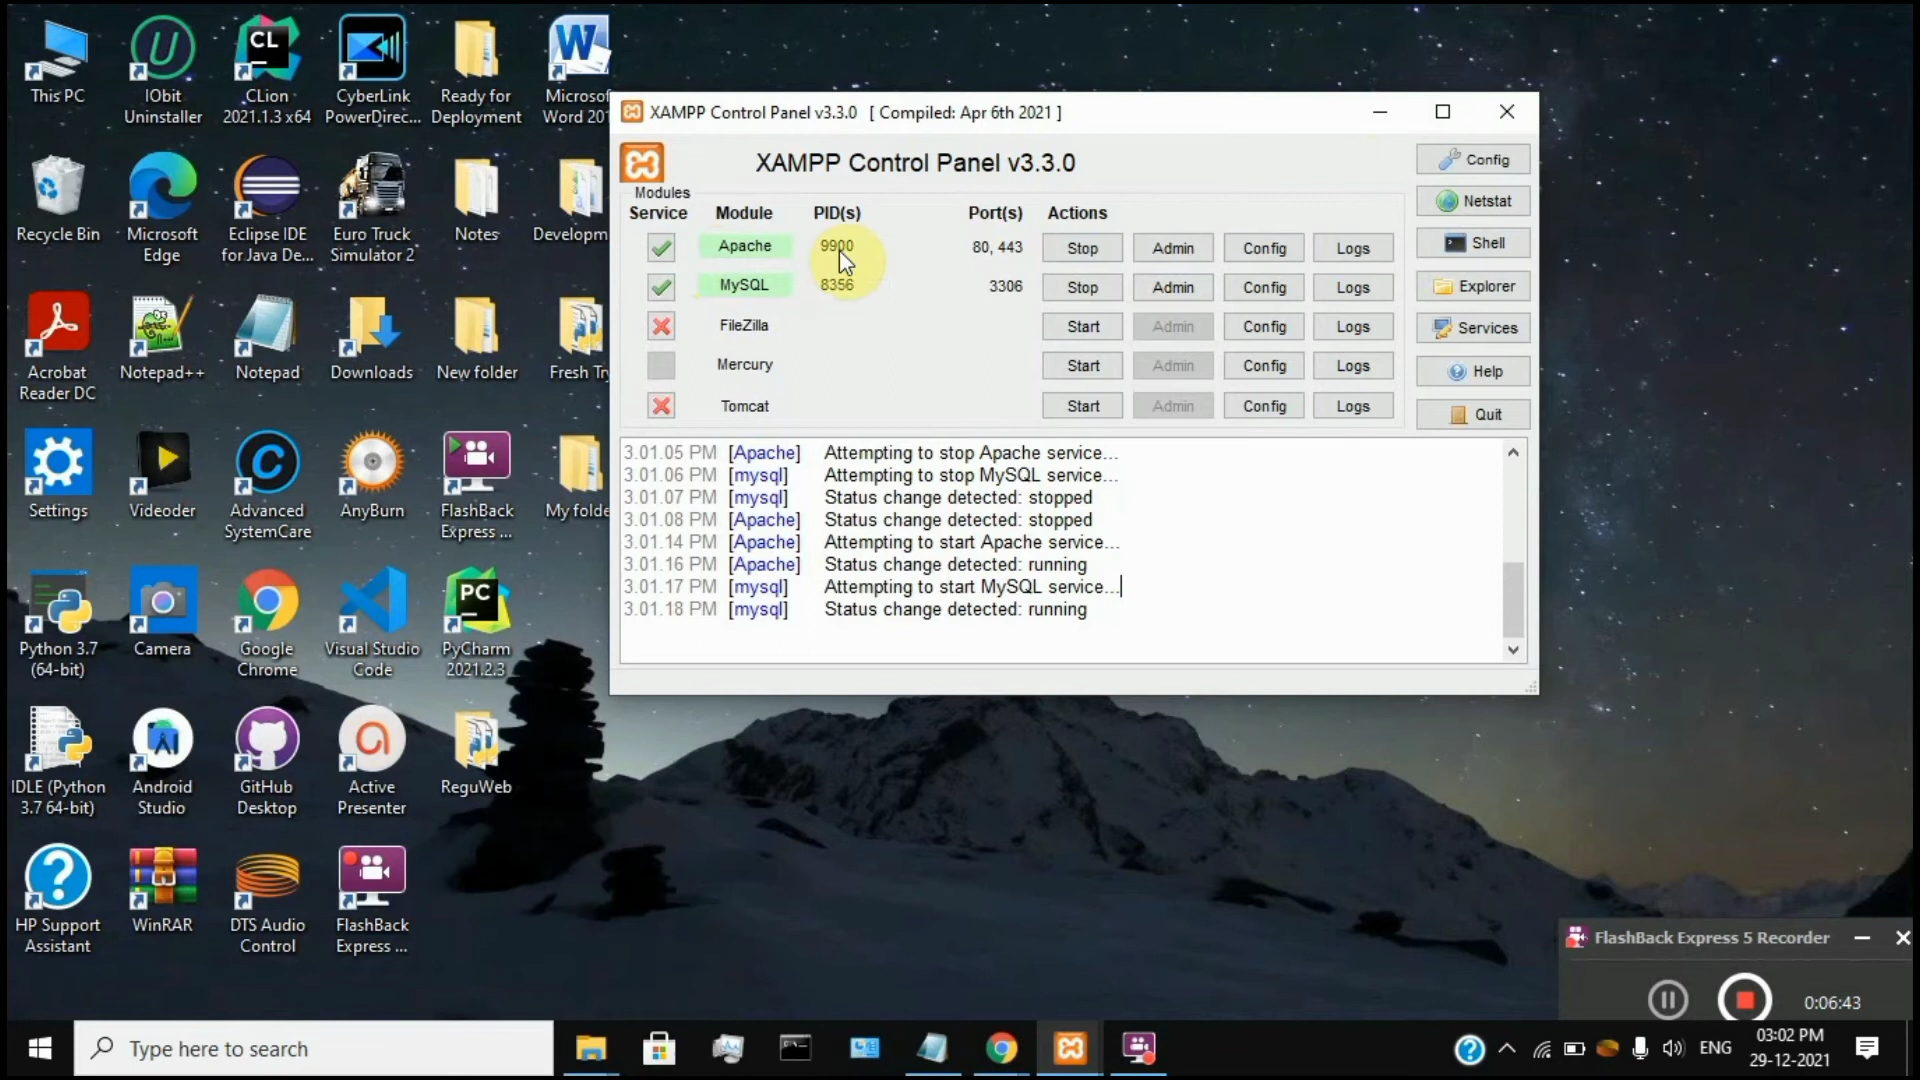 This PC
IObit
Uninstaller
CL
CLion
2021.1.3 x64
CyberLink
PowerDirec...
Ready for
Deployment
Microsof
Word 201
Recycle Bin
Microsoft
Edge
Eclipse IDE
for Java De...
Euro Truck
Simulator 2
Notes
Developm
Acrobat
Reader DC
Notepad++
Notepad
Downloads
New folder
Fresh Try
Settings
Videoder
Advanced
SystemCare
AnyBurn
FlashBack
Express ...
My folde
Python 3.7
(64-bit)
Camera
Google
Chrome
Visual Studio
Code
PC
PyCharm
2021.2.3
IDLE (Python
3.7 64-bit)
Android
Studio
GitHub
Desktop
Active
Presenter
ReguWeb
HP Support
Assistant
WinRAR
DTS Audio
Control
FlashBack
Express ...
XAMPP Control Panel v3.3.0 [ Compiled: Apr 6th 2021 ]
XAMPP Control Panel v3.3.0
Modules
Service Module PID(s) Port(s) Actions
Apache 9900 80, 443 Stop Admin Config Logs
MySQL 8356 3306 Stop Admin Config Logs
FileZilla Start Admin Config Logs
Mercury Start Admin Config Logs
Tomcat Start Admin Config Logs
Config
Netstat
Shell
Explorer
Services
Help
Quit
3.01.05 PM [Apache] Attempting to stop Apache service...
3.01.06 PM [mysql] Attempting to stop MySQL service...
3.01.07 PM [mysql] Status change detected: stopped
3.01.08 PM [Apache] Status change detected: stopped
3.01.14 PM [Apache] Attempting to start Apache service...
3.01.16 PM [Apache] Status change detected: running
3.01.17 PM [mysql] Attempting to start MySQL service...
3.01.18 PM [mysql] Status change detected: running
FlashBack Express 5 Recorder
0:06:43
Type here to search
ENG
03:02 PM
29-12-2021